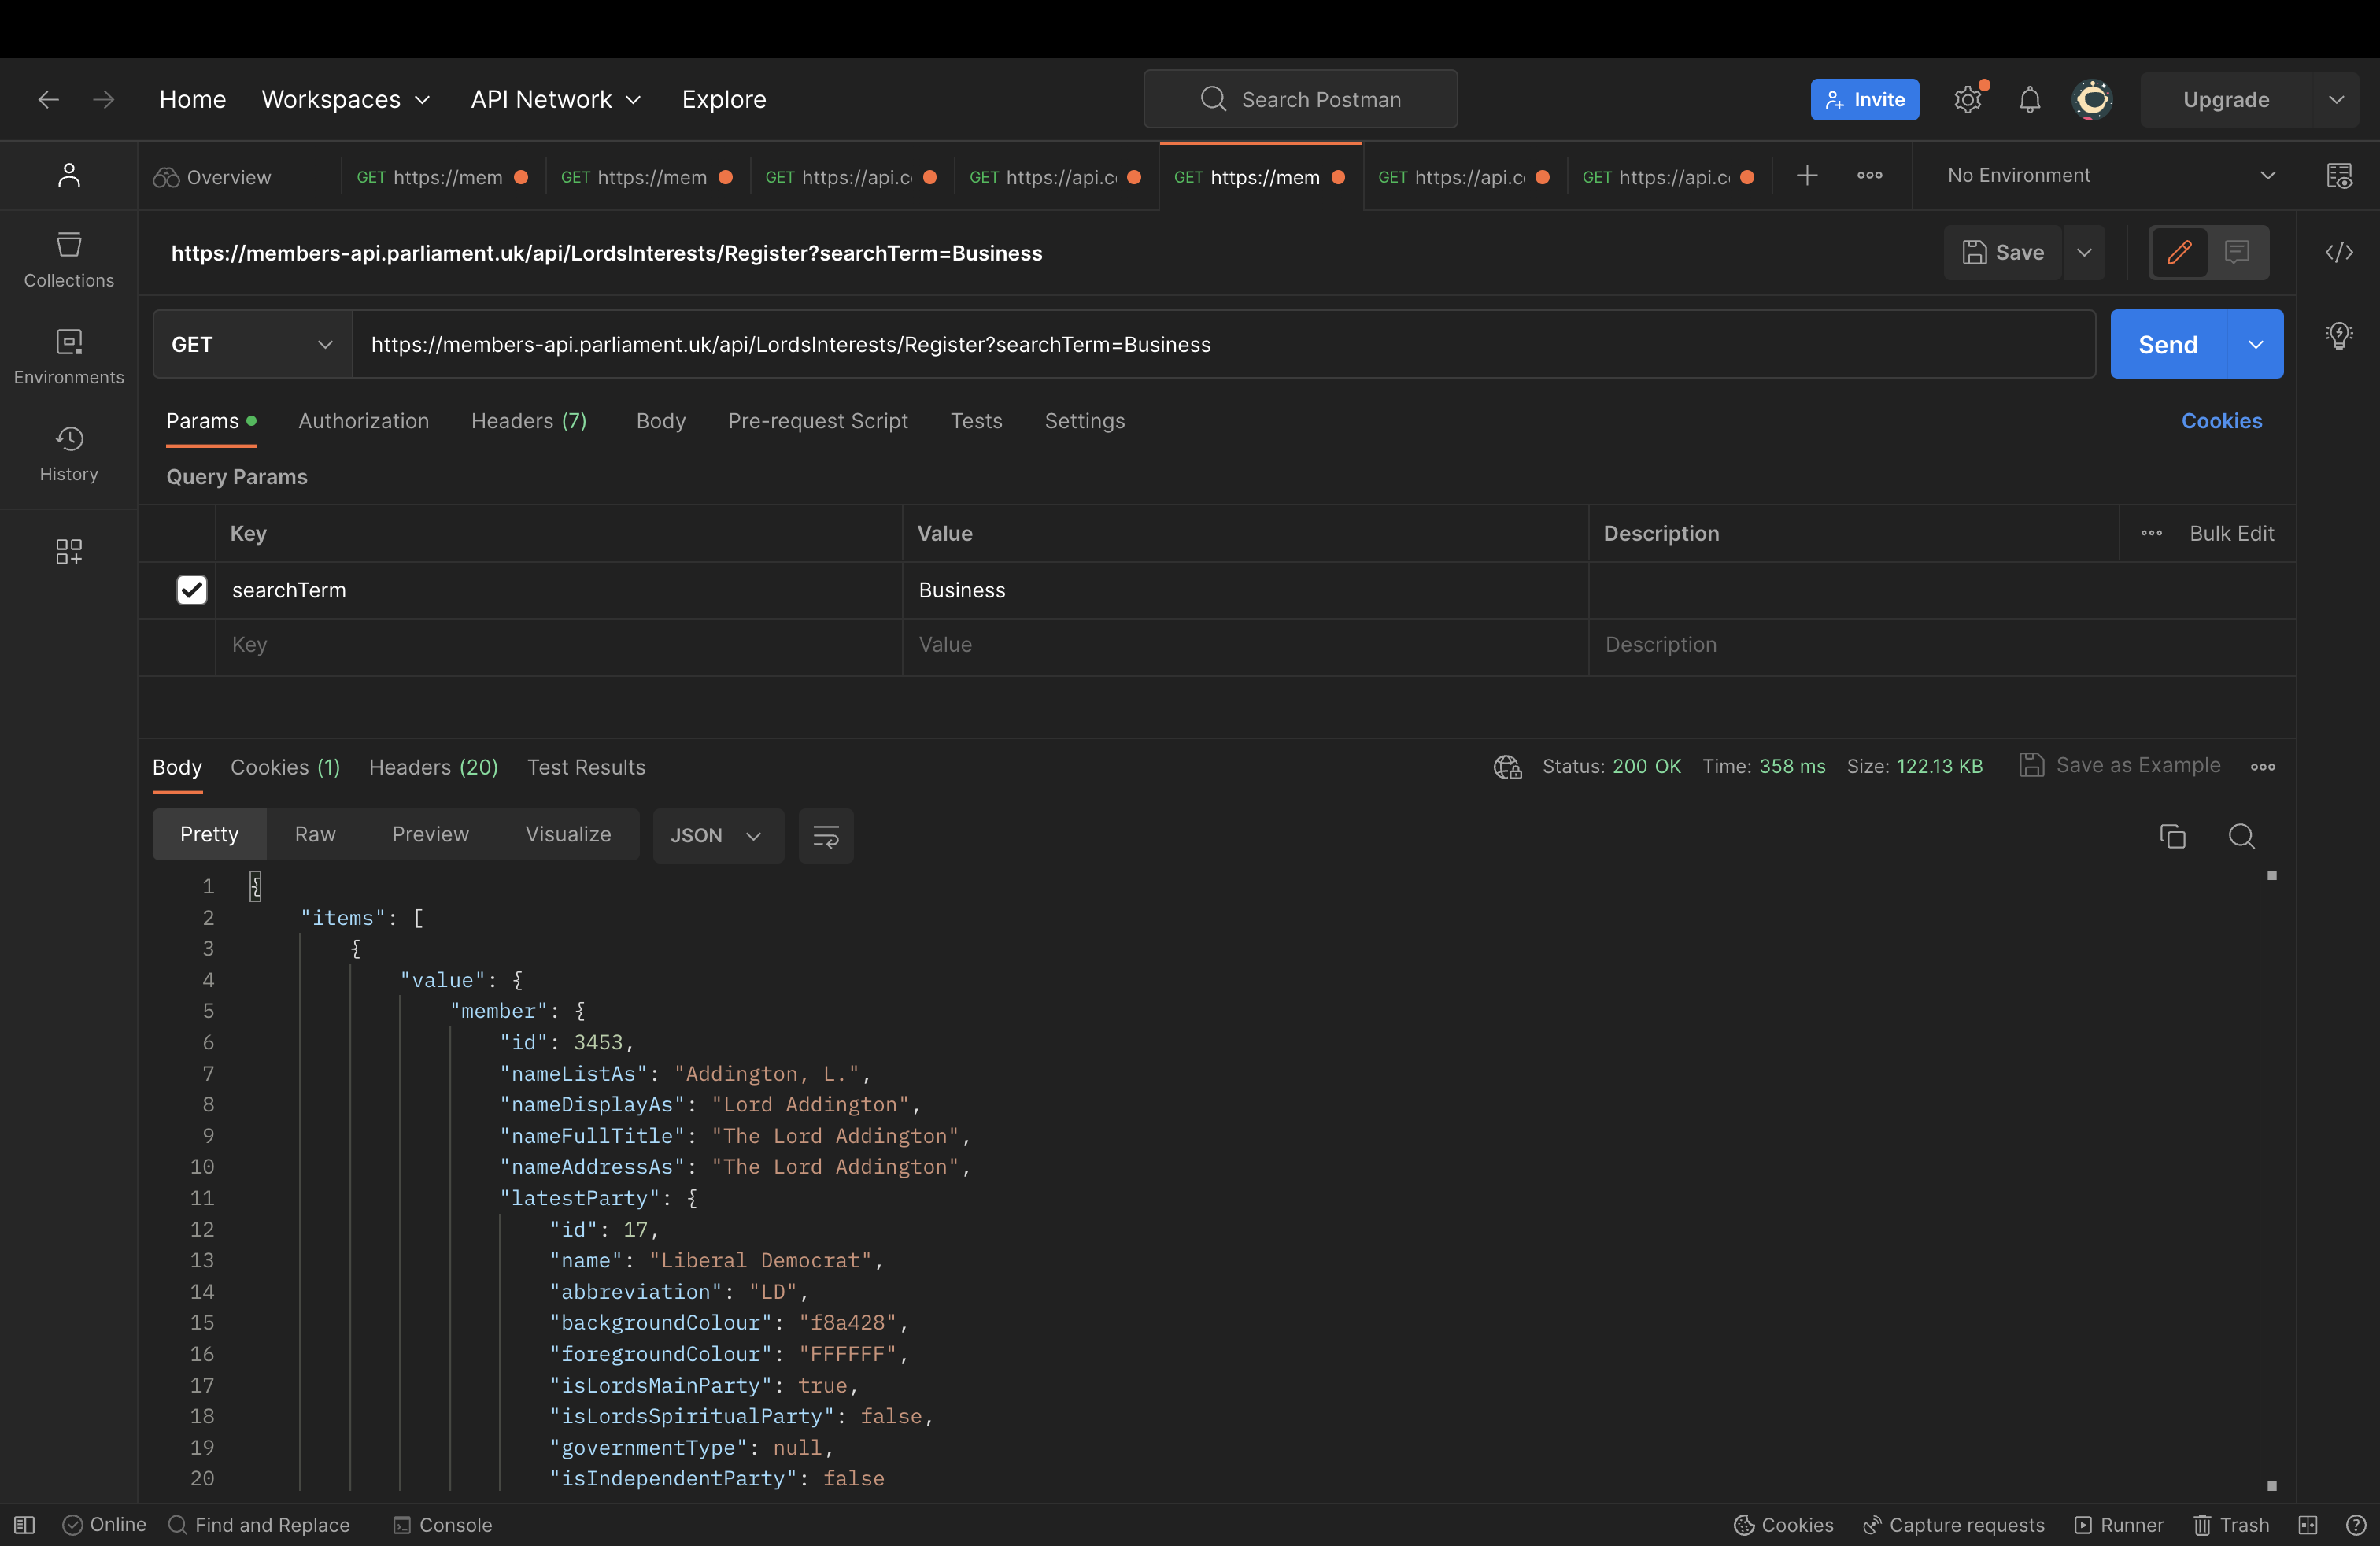 Home Workspaces API Network Explore Search Postman Invite Upgrade
Overview GET https://mem GET https://mem GET https://api.c GET https://api.c GET https://mem GET https://api.c GET https://api.c No Environment
https://members-api.parliament.uk/api/LordsInterests/Register?searchTerm=Business Save
Collections
GET https://members-api.parliament.uk/api/LordsInterests/Register?searchTerm=Business Send
Environments
Params Authorization Headers (7) Body Pre-request Script Tests Settings Cookies
History
Query Params
Key Value Description Bulk Edit
searchTerm Business
Key Value Description
Body Cookies (1) Headers (20) Test Results Status: 200 OK Time: 358 ms Size: 122.13 KB Save as Example
Pretty Raw Preview Visualize JSON
1 {
2 "items": [
3 {
4 "value": {
5 "member": {
6 "id": 3453,
7 "nameListAs": "Addington, L.",
8 "nameDisplayAs": "Lord Addington",
9 "nameFullTitle": "The Lord Addington",
10 "nameAddressAs": "The Lord Addington",
11 "latestParty": {
12 "id": 17,
13 "name": "Liberal Democrat",
14 "abbreviation": "LD",
15 "backgroundColour": "f8a428",
16 "foregroundColour": "FFFFFF",
17 "isLordsMainParty": true,
18 "isLordsSpiritualParty": false,
19 "governmentType": null,
20 "isIndependentParty": false
Online Find and Replace Console Cookies Capture requests Runner Trash